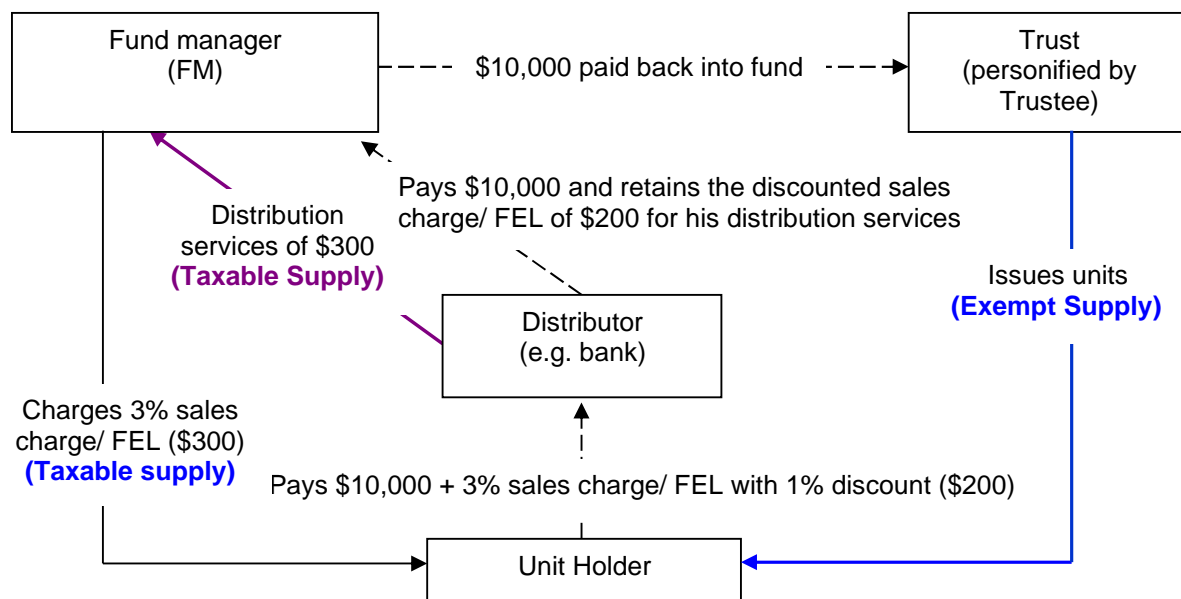 Fund manager
(FM)
$10,000 paid back into fund
Trust
(personified by
Trustee)
Pays $10,000 and retains the discounted sales
charge/ FEL of $200 for his distribution services
Distribution
services of $300
(Taxable Supply)
Issues units
(Exempt Supply)
Distributor
(e.g. bank)
Charges 3% sales
charge/ FEL ($300)
(Taxable supply)
Pays $10,000 + 3% sales charge/ FEL with 1% discount ($200)
Unit Holder